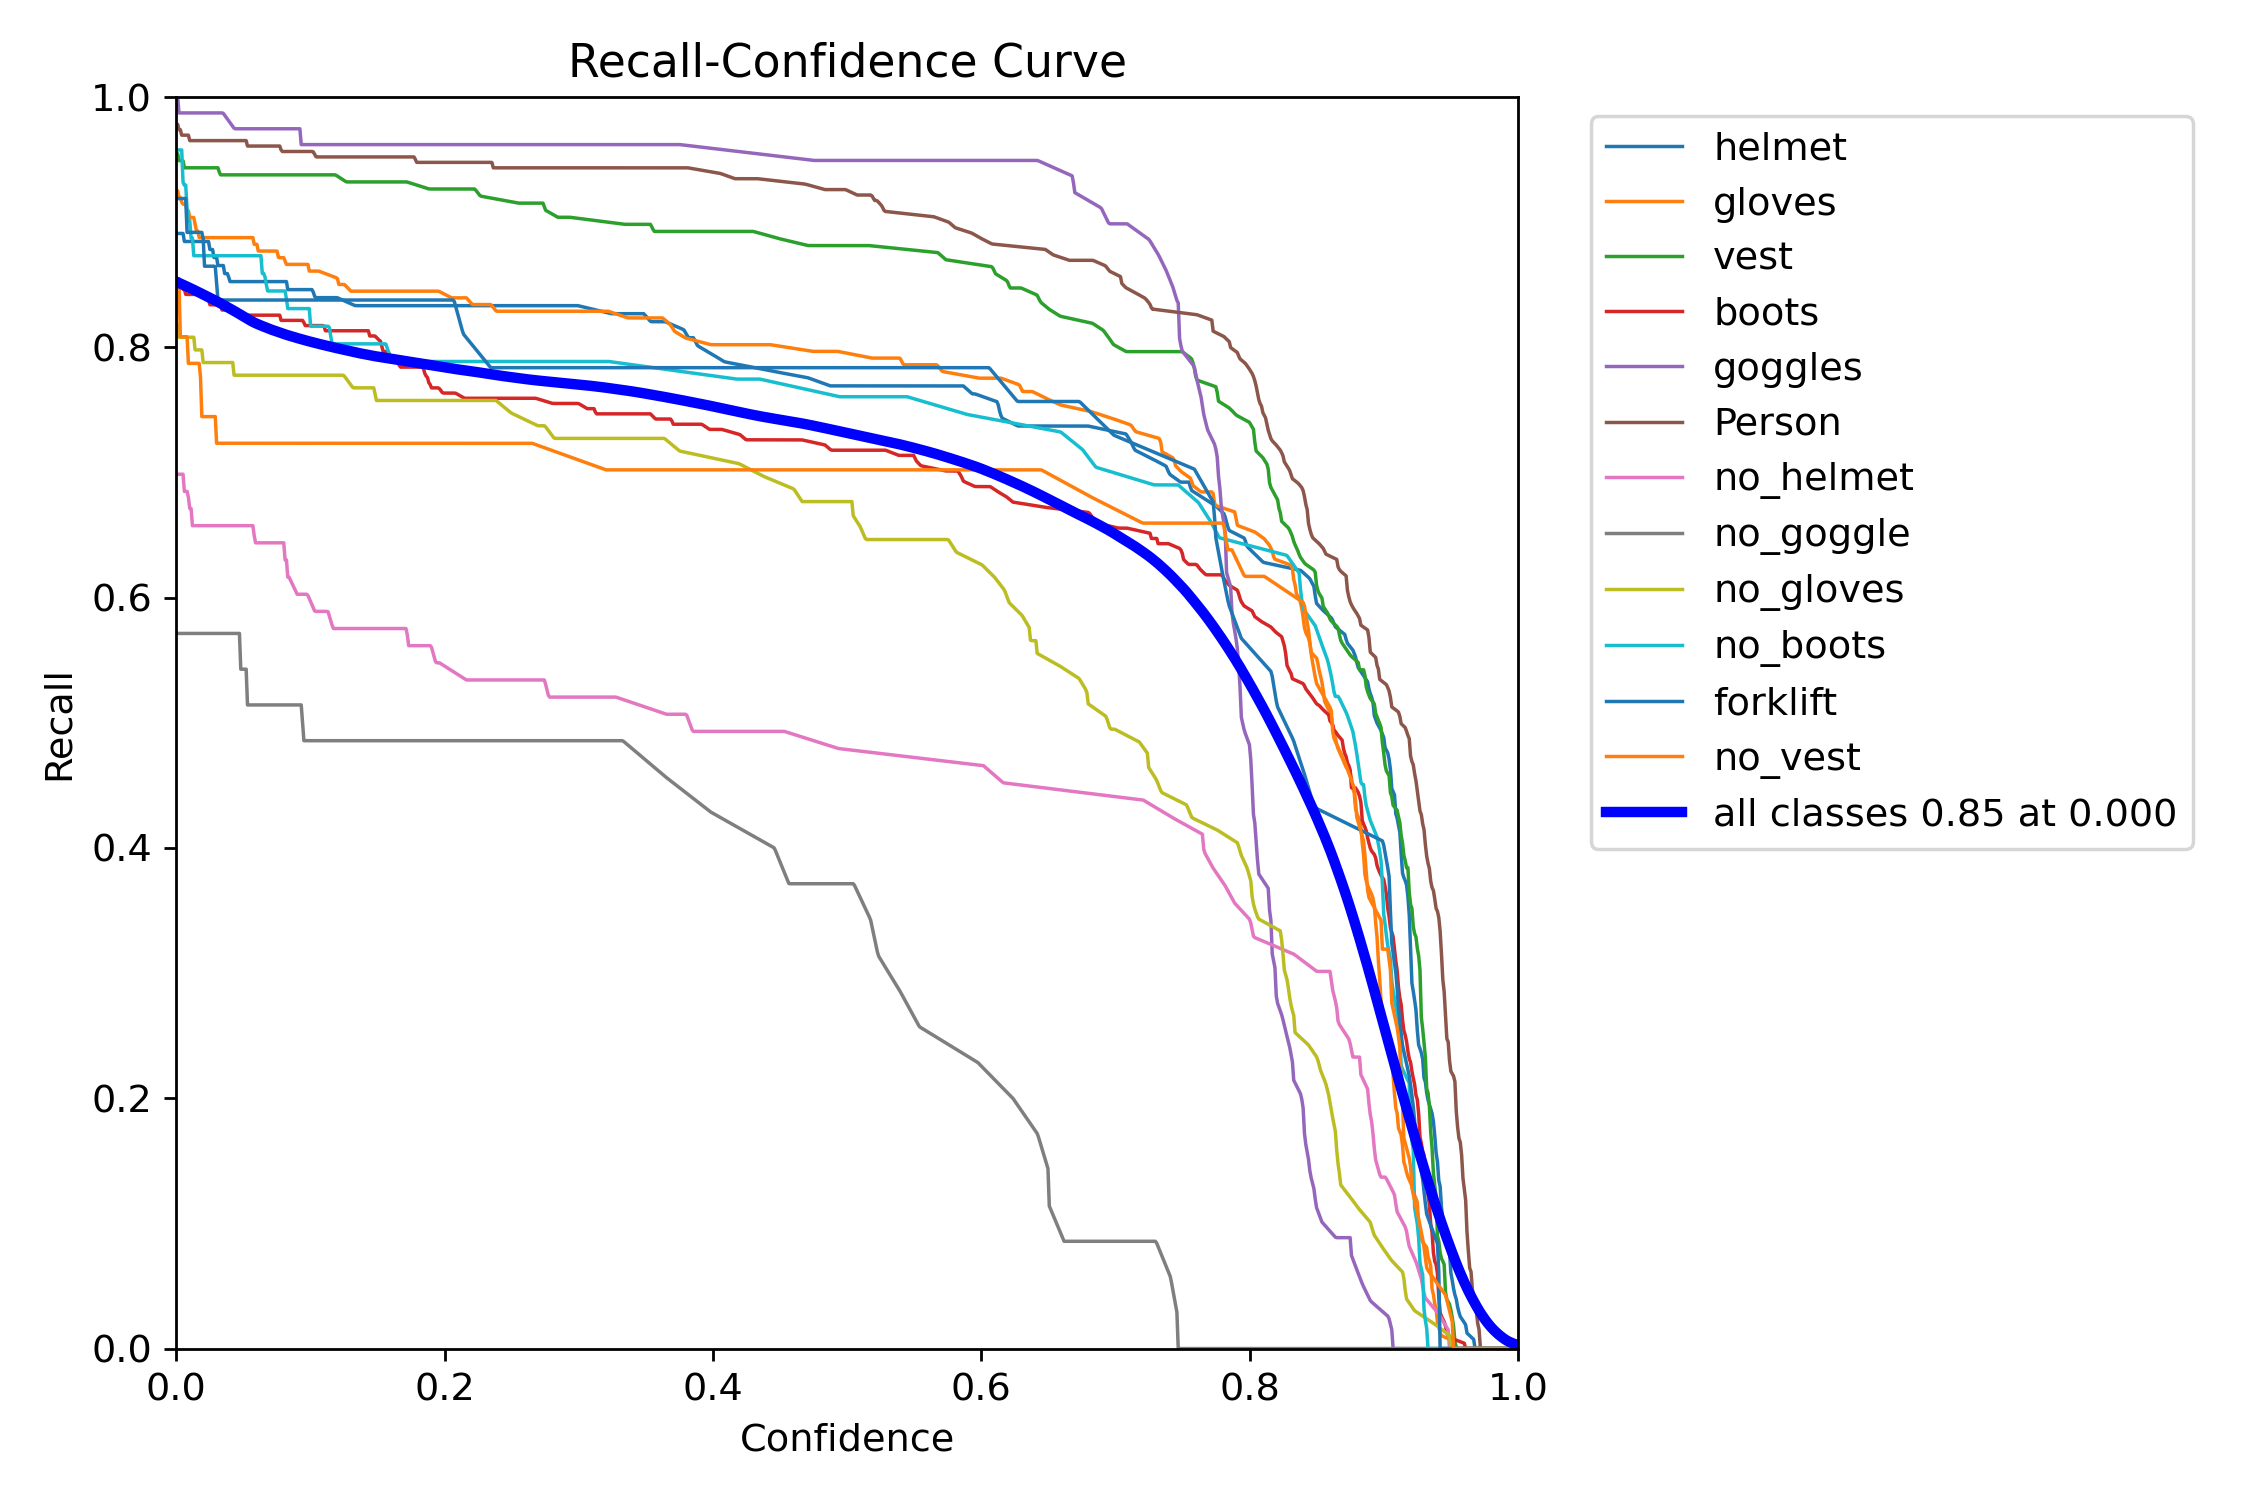 Recall-Confidence Curve
1.0
0.8
0.6
0.4
0.2
0.0
Recall
0.0 0.2 0.4 0.6 0.8 1.0
Confidence
helmet
gloves
vest
boots
goggles
Person
no_helmet
no_goggle
no_gloves
no_boots
forklift
no_vest
all classes 0.85 at 0.000